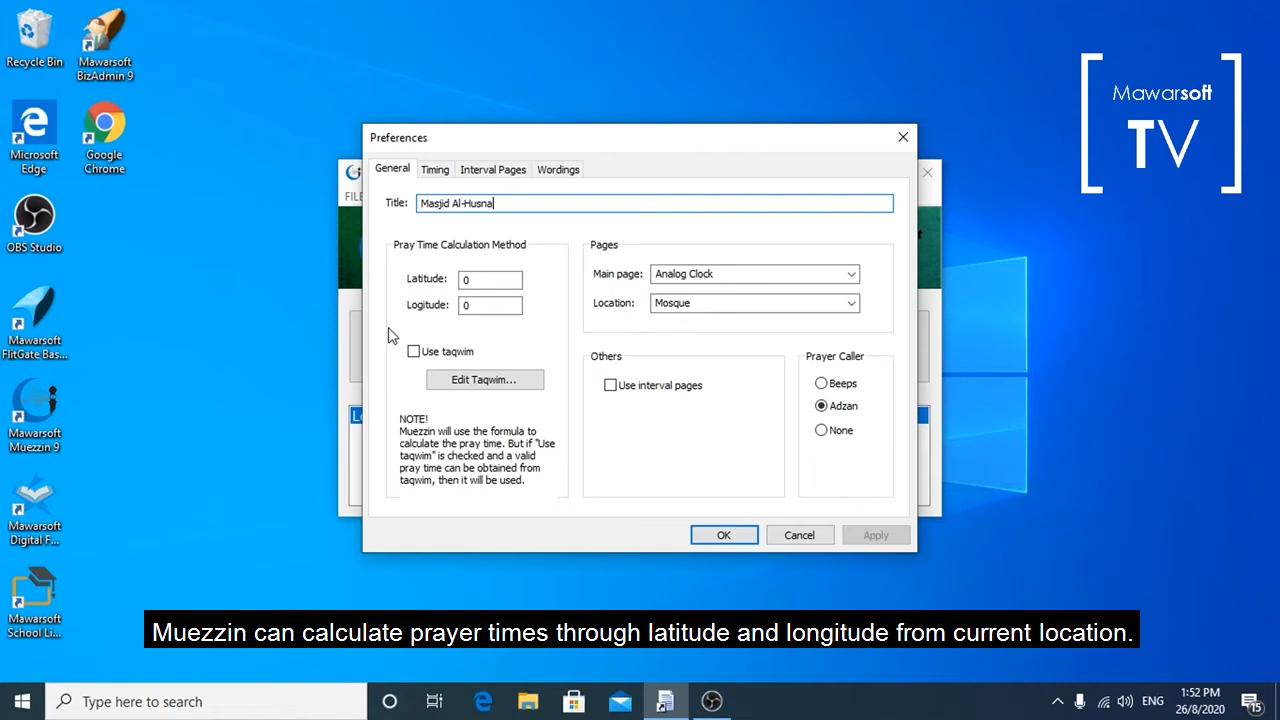 Recycle Bin
Mawarsoft
BizAdmin 9
Microsoft
Edge
Google
Chrome
OBS Studio
Mawarsoft
FlitGate Bas...
Mawarsoft
Muezzin 9
Mawarsoft
Digital F...
Mawarsoft
School Li...
Mawarsoft
TV
Preferences
General
Timing
Interval Pages
Wordings
Title:
Masjid Al-Husna
Pray Time Calculation Method
Latitude:
0
Logitude:
0
Use taqwim
Edit Taqwim...
NOTE!
Muezzin will use the formula to
calculate the pray time. But if "Use
taqwim" is checked and a valid
pray time can be obtained from
taqwim, then it will be used.
Pages
Main page:
Analog Clock
Location:
Mosque
Others
Use interval pages
Prayer Caller
Beeps
Adzan
None
OK
Cancel
Apply
Muezzin can calculate prayer times through latitude and longitude from current location.
Type here to search
ENG
1:52 PM
26/8/2020
15